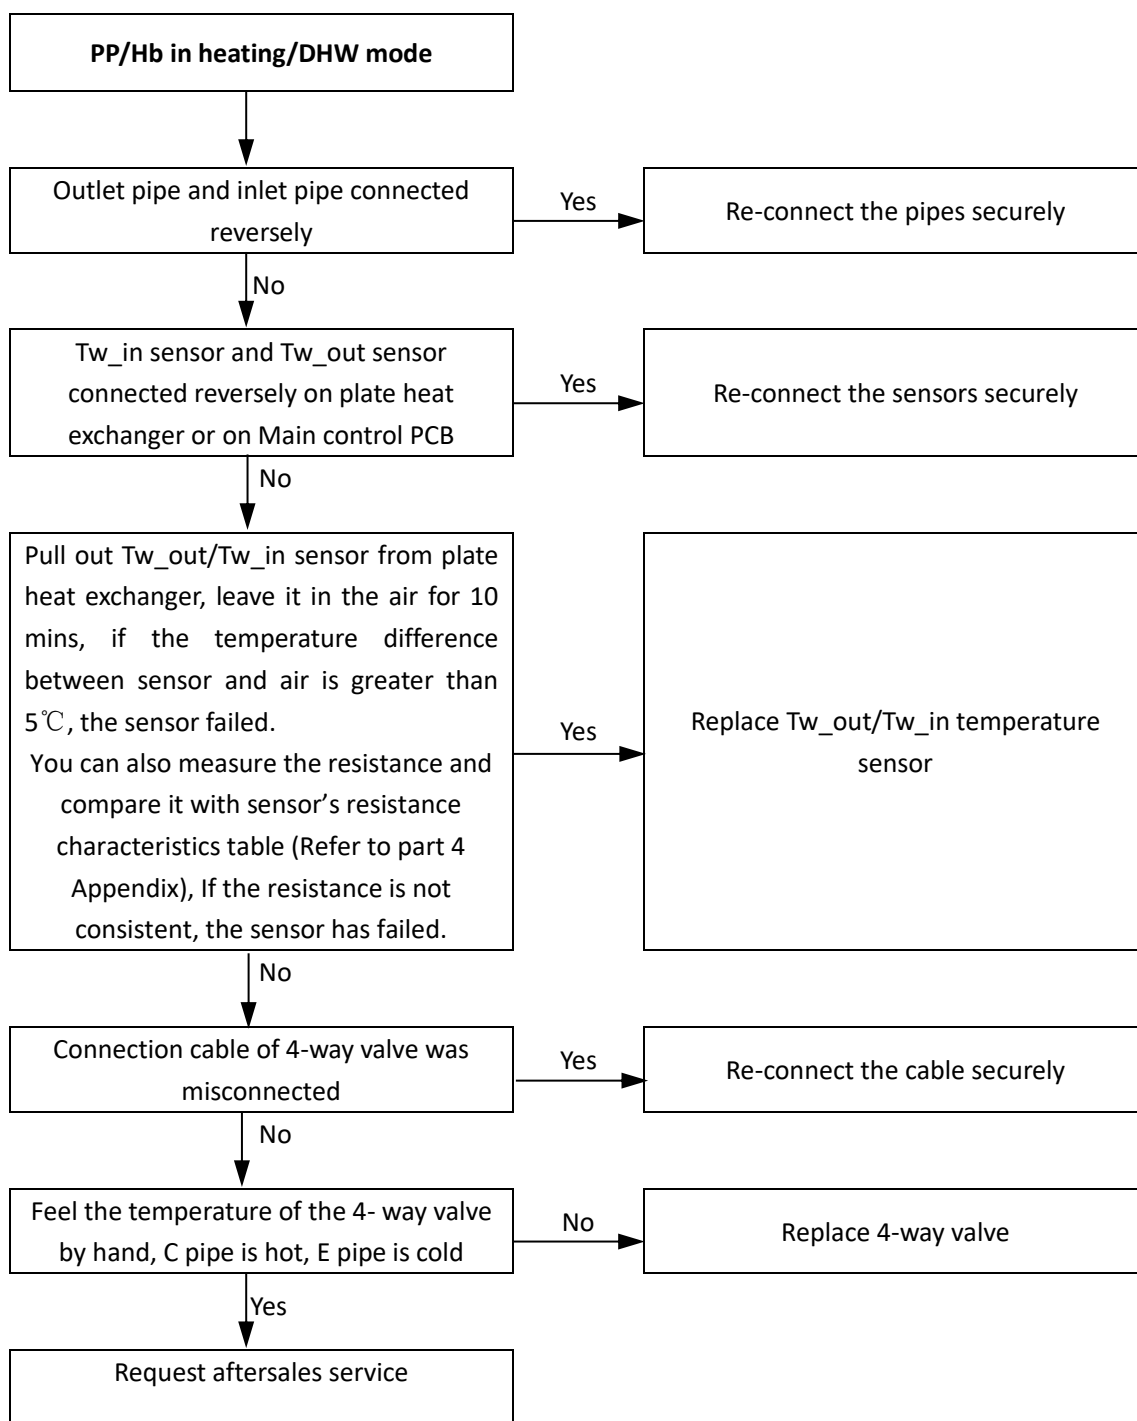 PP/Hb in heating/DHW mode
Outlet pipe and inlet pipe connected
reversely
Yes
Re-connect the pipes securely
No
Tw_in sensor and Tw_out sensor
connected reversely on plate heat
exchanger or on Main control PCB
Yes
Re-connect the sensors securely
No
Pull out Tw_out/Tw_in sensor from plate
heat exchanger, leave it in the air for 10
mins, if the temperature difference
between sensor and air is greater than
5℃, the sensor failed.
You can also measure the resistance and
compare it with sensor’s resistance
characteristics table (Refer to part 4
Appendix), If the resistance is not
consistent, the sensor has failed.
Yes
Replace Tw_out/Tw_in temperature
sensor
No
Connection cable of 4-way valve was
misconnected
Yes
Re-connect the cable securely
No
Feel the temperature of the 4- way valve
by hand, C pipe is hot, E pipe is cold
No
Replace 4-way valve
Yes
Request aftersales service